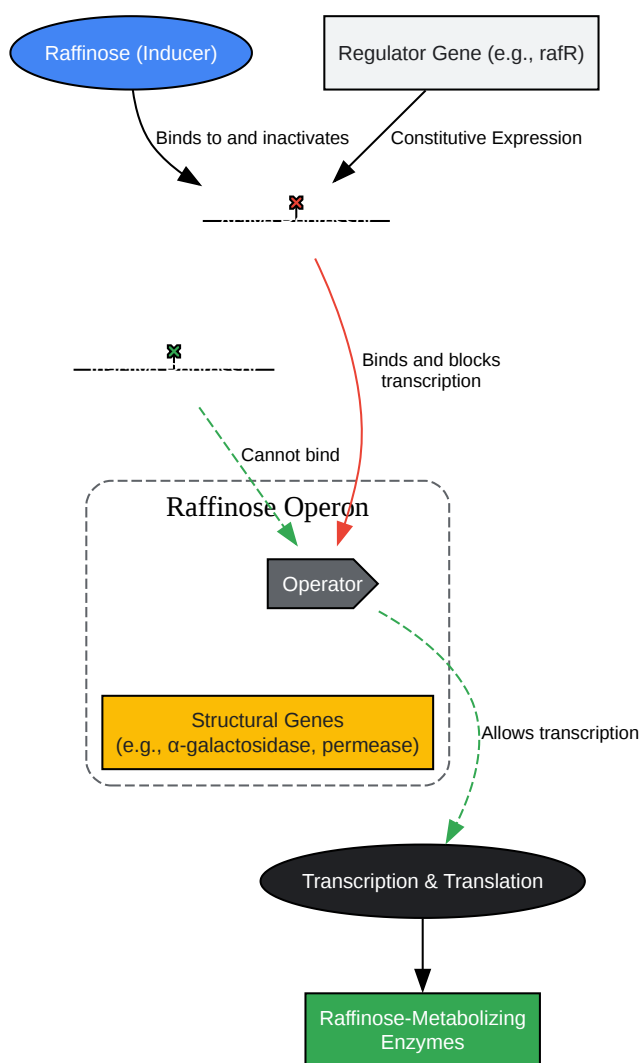 Raffinose (Inducer)
Regulator Gene (e.g., rafR)
Binds to and inactivates
Constitutive Expression
Binds and blocks
transcription
Cannot bind
Raffinose Operon
Operator
Structural Genes
(e.g., α-galactosidase, permease)
Allows transcription
Transcription & Translation
Raffinose-Metabolizing
Enzymes